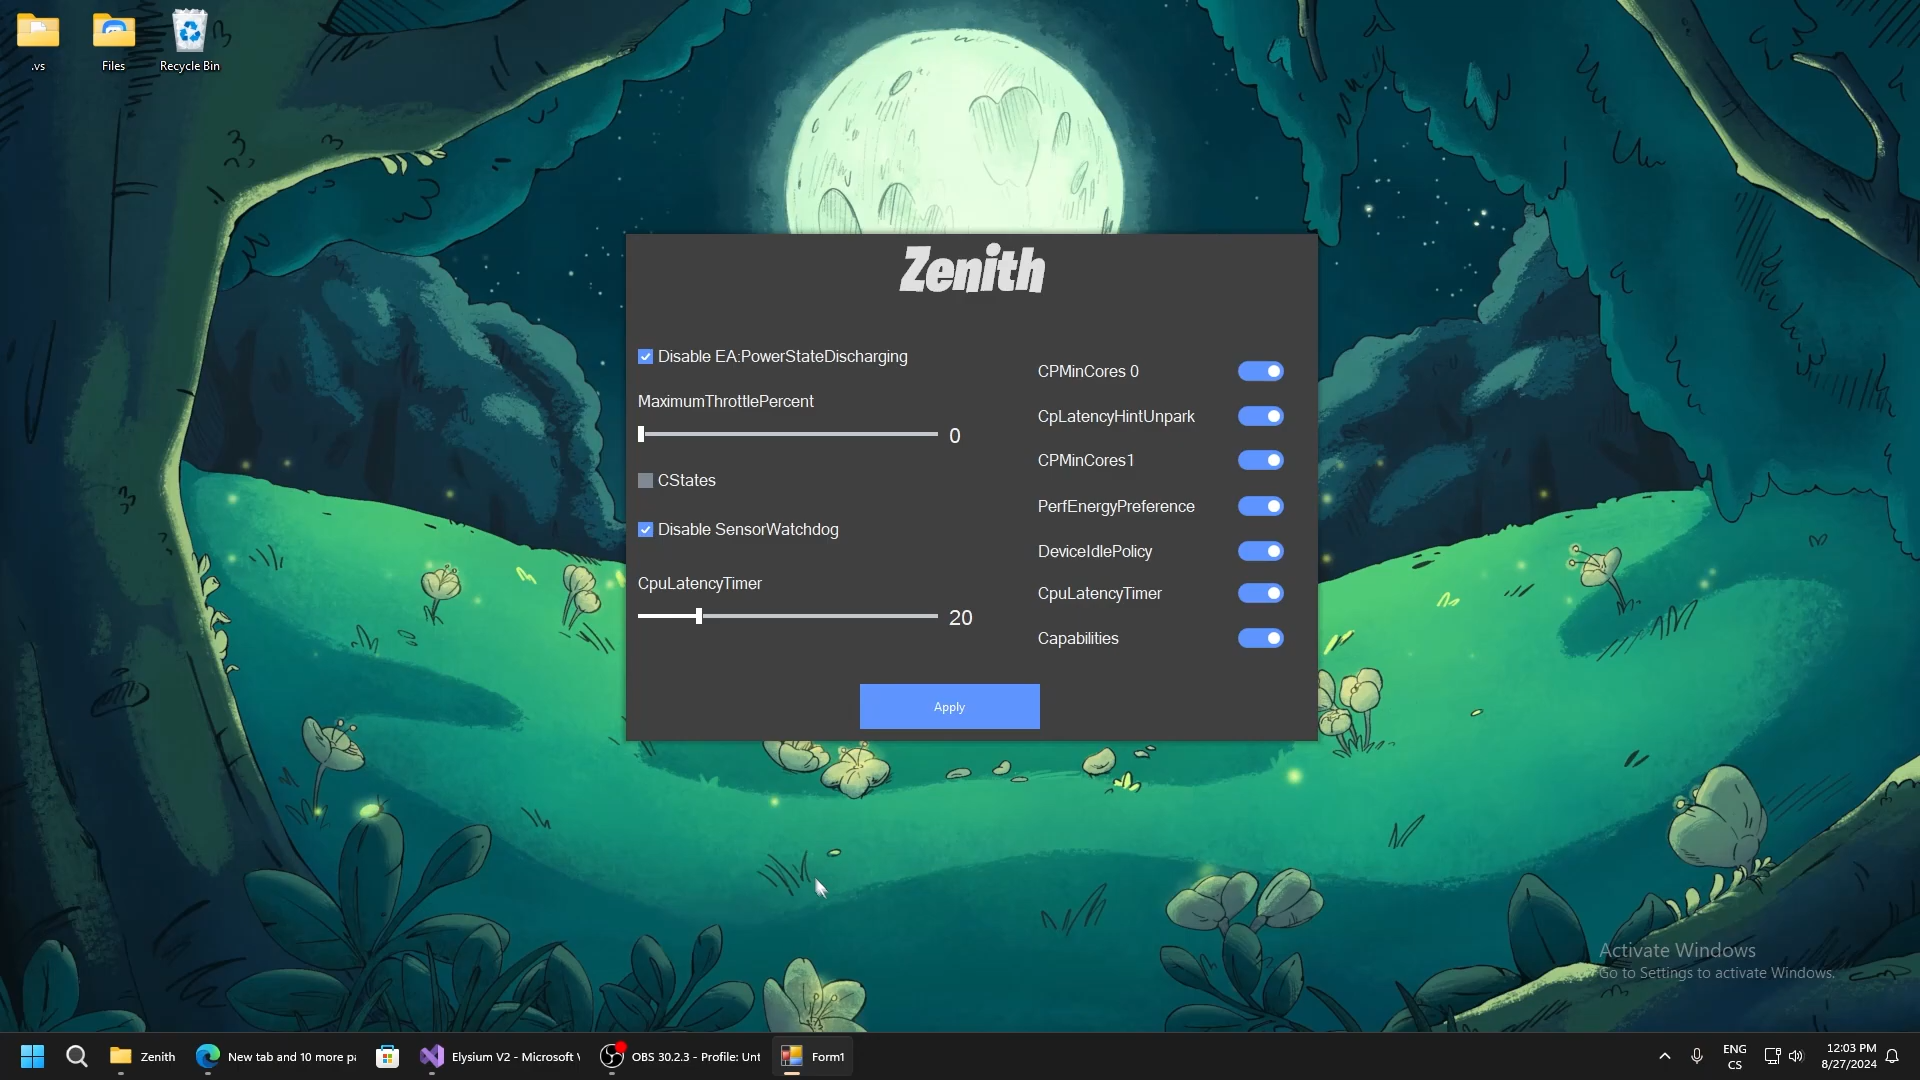 .vs
Files
Recycle Bin
Zenith
Disable EA:PowerStateDischarging
MaximumThrottlePercent
0
CStates
Disable SensorWatchdog
CpuLatencyTimer
20
CPMinCores 0
CpLatencyHintUnpark
CPMinCores1
PerfEnergyPreference
DeviceIdlePolicy
CpuLatencyTimer
Capabilities
Apply
Activate Windows
Go to Settings to activate Windows.
Zenith
New tab and 10 more pa
Elysium V2 - Microsoft V
OBS 30.2.3 - Profile: Unt
Form1
ENG
CS
12:03 PM
8/27/2024